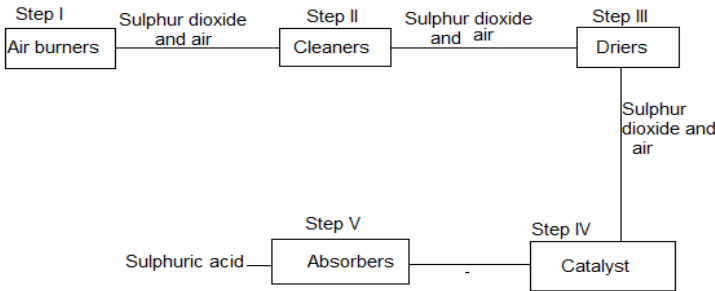 Step I
Air burners
Sulphur dioxide
and air
Step II
Cleaners
Sulphur dioxide
and air
Step III
Driers
Sulphur
dioxide and
air
Step IV
Catalyst
-
Step V
Absorbers
Sulphuric acid